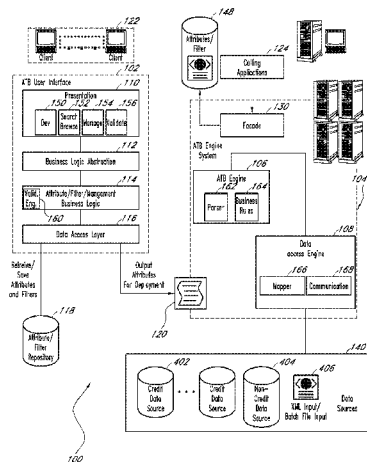 122
Client
Client
102
ATB User Interface
110
Presentation
150 152 154 156
Dev
Search
Browse
Manage
Validate
112
Business Logic Abstraction
114
Valid.
Eng.
Attribute/Filter/Management
Business Logic
160
116
Data Access Layer
Retreive/
Save
Attributes
and Filters
Output
Attributes
For Deployment
118
Attribute/
Filter
Repository
120
100
148
Attributes/
Filter
124
Calling
Applications
130
Facade
ATB Engine
System
106
ATB Engine
162
164
Parser
Business
Rules
104
108
Data
access Engine
166
168
Mapper
Communication
140
402
404
406
Credit
Data
Source
Credit
Data
Source
Non-
Credit
Data
Source
XML Input/
Batch File Input
Data
Sources